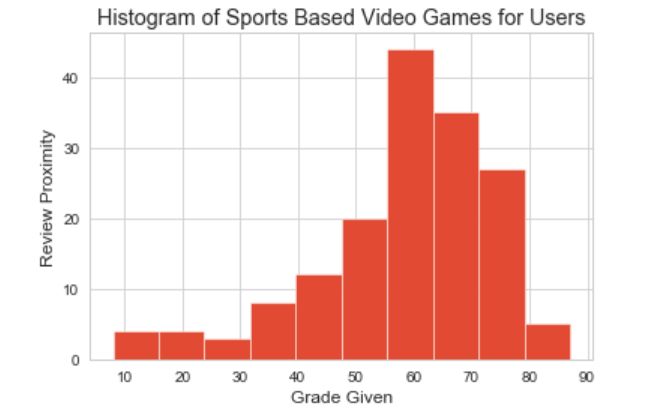 Histogram of Sports Based Video Games for Users
Review Proximity
40
30
20
10
0
10 20 30 40 50 60 70 80 90
Grade Given